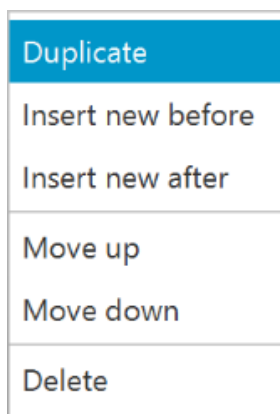 Duplicate
Insert new before
Insert new after
Move up
Move down
Delete